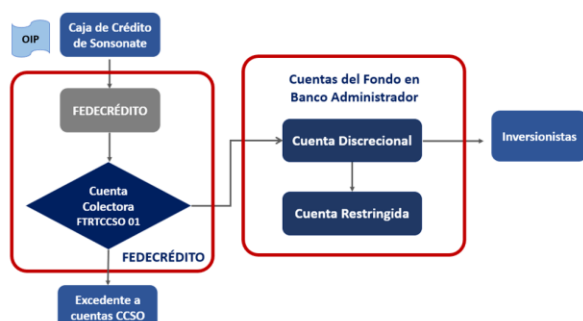 OIP
Caja de Crédito
de Sonsonate
FEDECRÉDITO
Cuenta
Colectora
FTRTCCSO 01
FEDECRÉDITO
Excedente a
cuentas CCSO
Cuentas del Fondo en
Banco Administrador
Cuenta Discrecional
Cuenta Restringida
Inversionistas